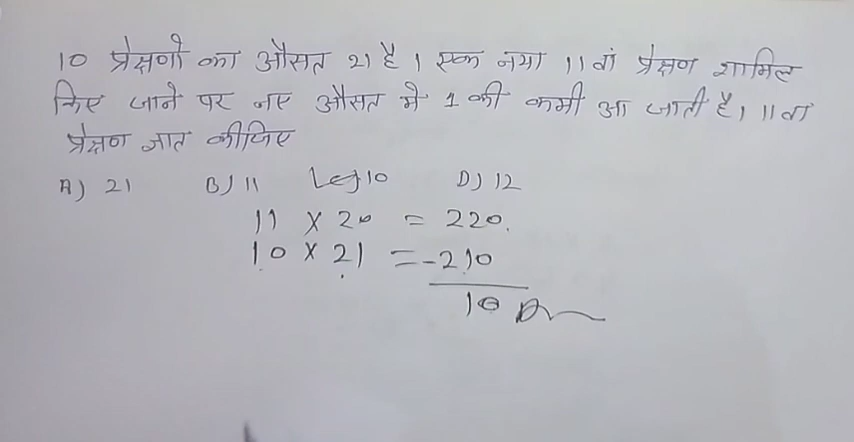 10 प्रेक्षणो का औसत 21 है । एक नया 11 वां प्रेक्षण शामिल
किए जाने पर नए औसत मे 1 की कमी आ जाती है । 11 वा
प्रेक्षण ज्ञात कीजिए
A) 21 B) 11 10 D) 12
11 X 20 = 220.
10 X 21 = -210
10